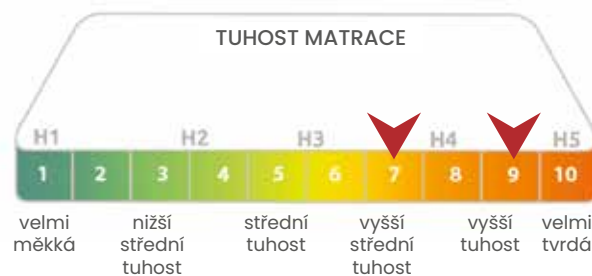 TUHOST MATRACE
H1 H2 H3 H4 H5
1 2 3 4 5 6 7 8 9 10
velmi měkká
nižší střední tuhost
střední tuhost
vyšší střední tuhost
vyšší tuhost
velmi tvrdá